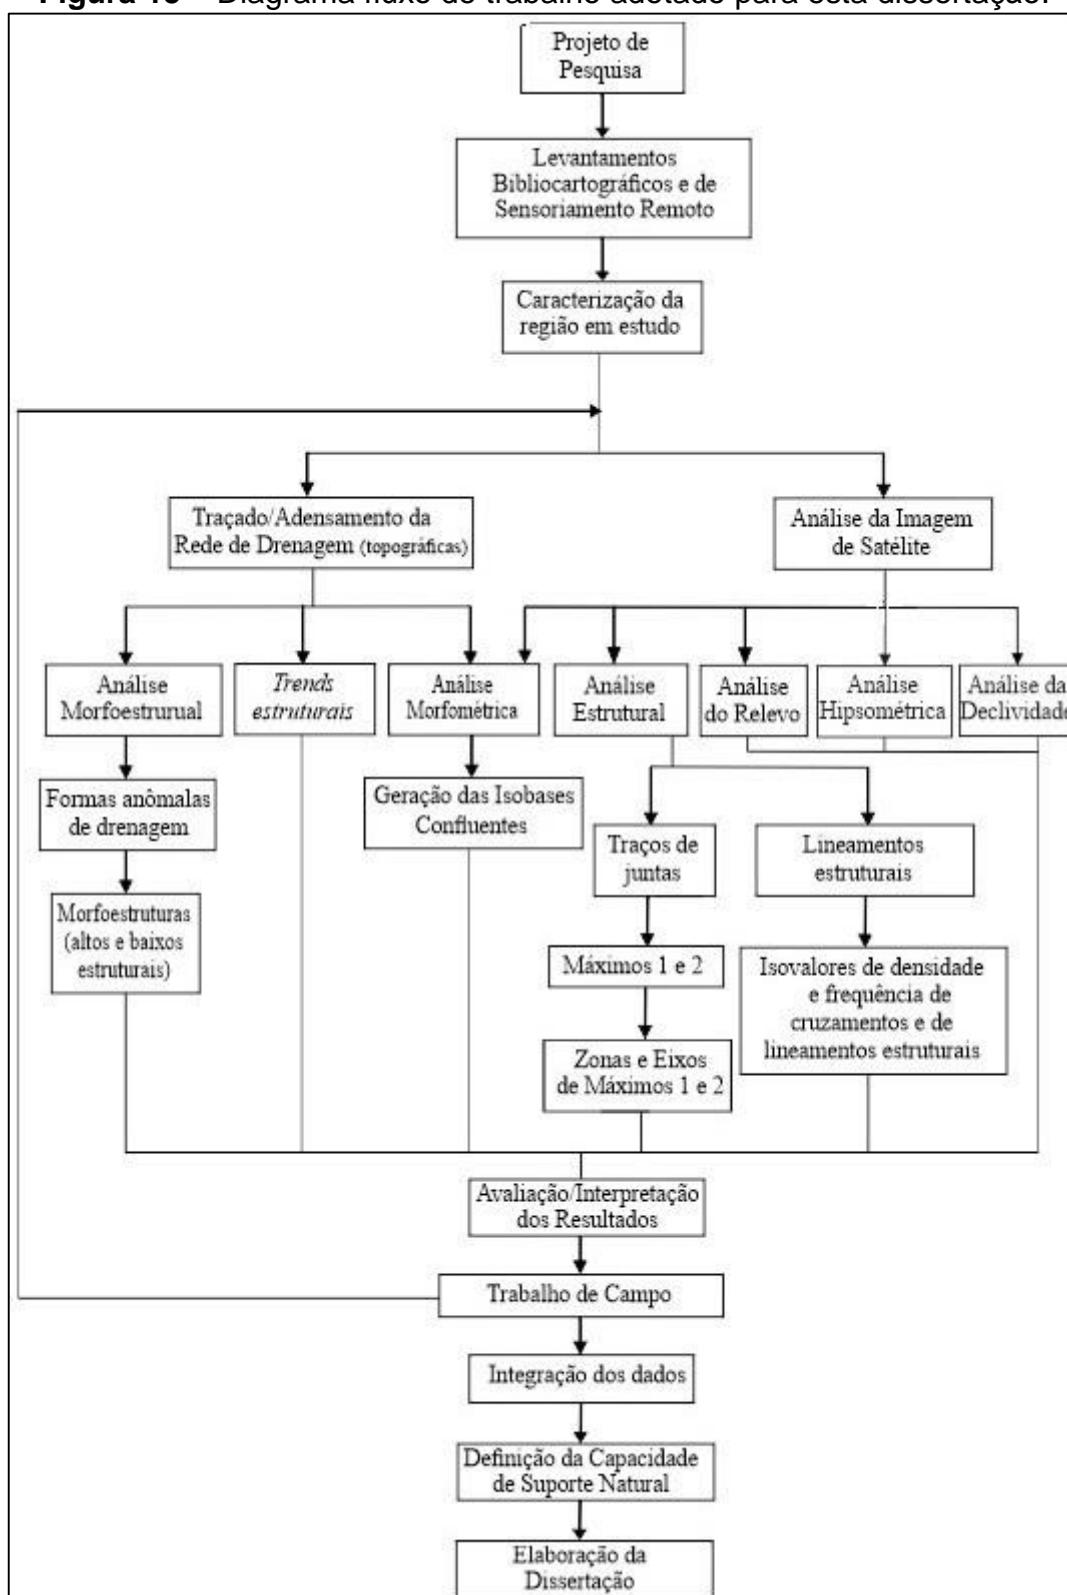 Figura 15 – Diagrama fluxo de trabalho adotado para esta dissertação.
Projeto de
Pesquisa
Levantamentos
Bibliocartográficos e de
Sensoriamento Remoto
Caracterização da
região em estudo
Traçado/Adensamento da
Rede de Drenagem (topográficas)
Análise da Imagem
de Satélite
Análise
Morfoestrurual
Trends
estruturais
Análise
Morfométrica
Análise
Estrutural
Análise
do Relevo
Análise
Hipsométrica
Análise da
Declividade
Formas anômalas
de drenagem
Geração das Isobases
Confluentes
Traços de
juntas
Lineamentos
estruturais
Morfoestruturas
(altos e baixos
estruturais)
Máximos 1 e 2
Isovalores de densidade
e frequência de
cruzamentos e de
lineamentos estruturais
Zonas e Eixos
de Máximos 1 e 2
Avaliação/Interpretação
dos Resultados
Trabalho de Campo
Integração dos dados
Definição da Capacidade
de Suporte Natural
Elaboração da
Dissertação